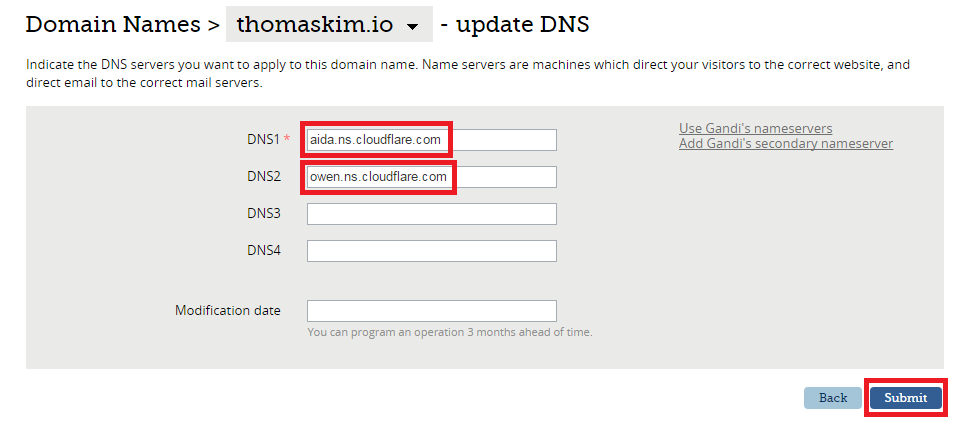 Domain Names > thomaskim.io - update DNS
Indicate the DNS servers you want to apply to this domain name. Name servers are machines which direct your visitors to the correct website, and
direct email to the correct mail servers.
DNS1 * aida.ns.cloudflare.com
Use Gandi's nameservers
Add Gandi's secondary nameserver
DNS2 owen.ns.cloudflare.com
DNS3
DNS4
Modification date
You can program an operation 3 months ahead of time.
Back Submit